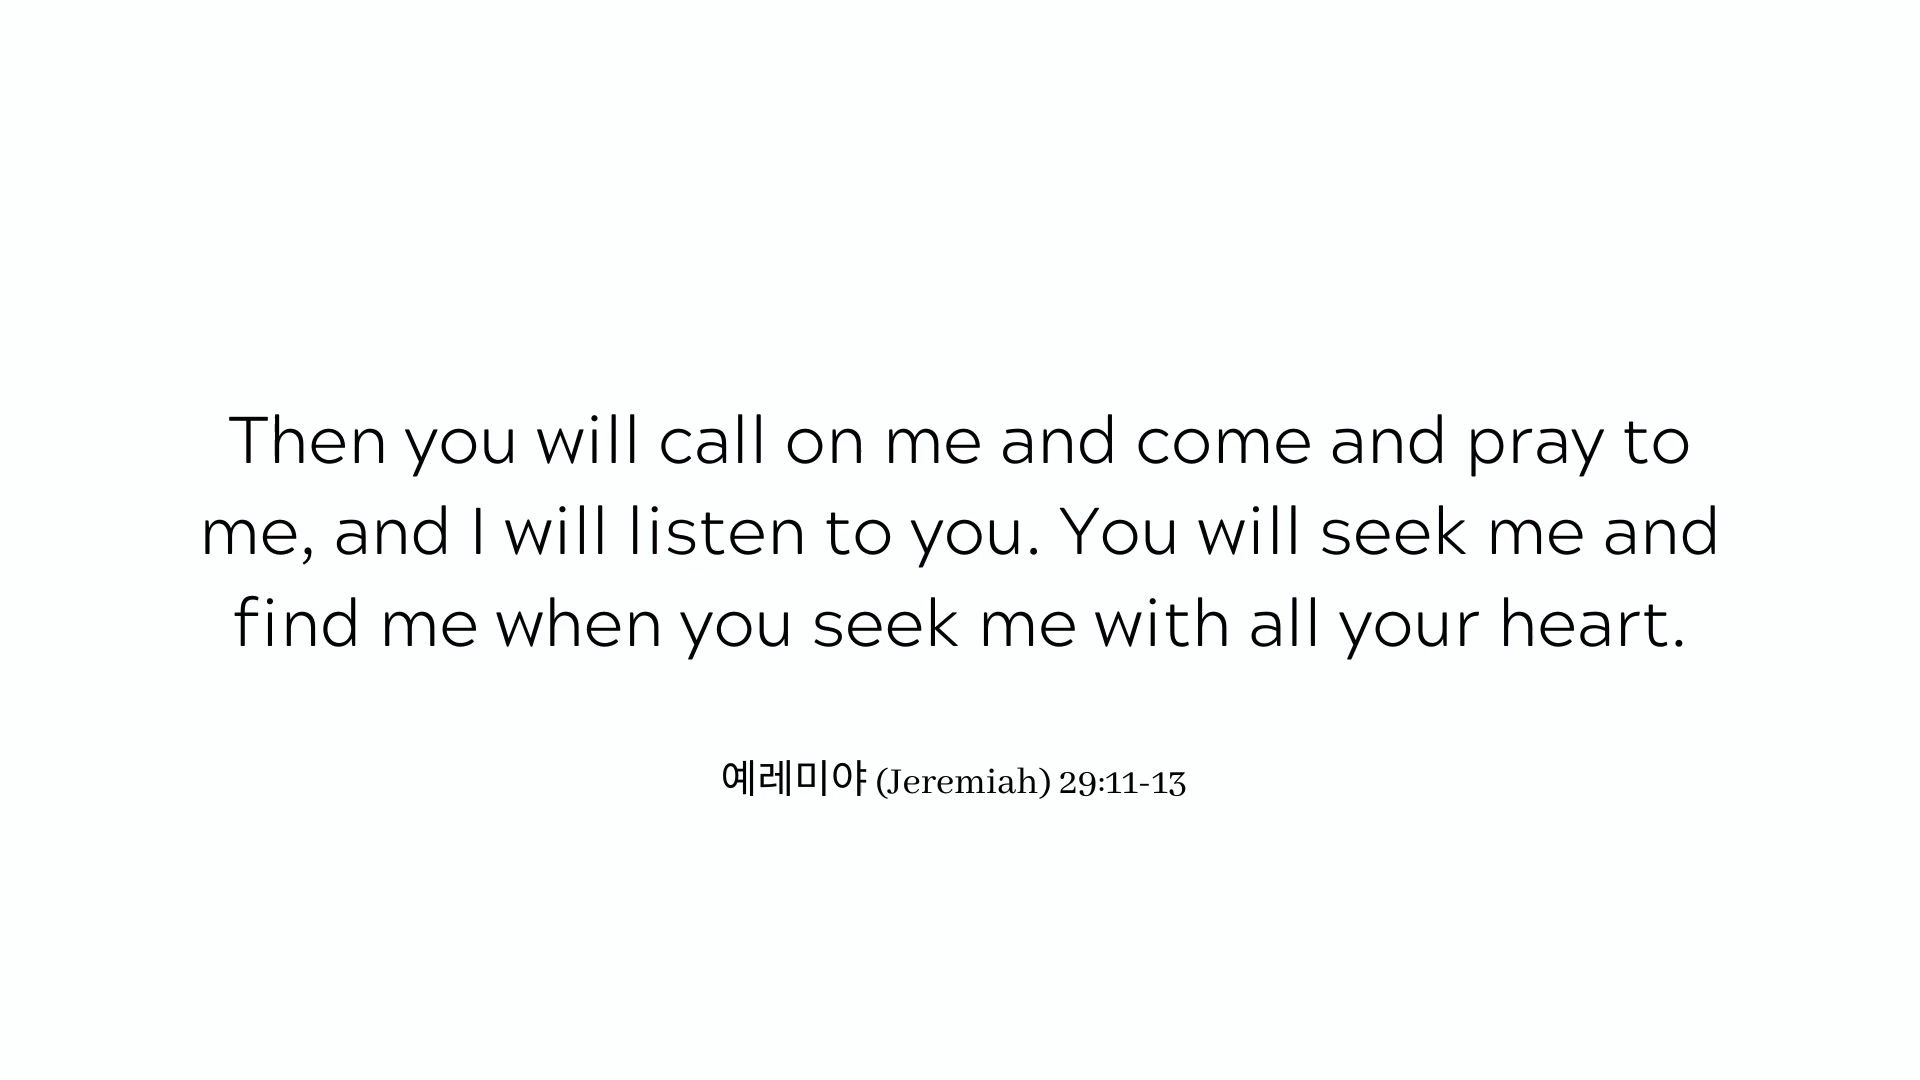 Then you will call on me and come and pray to
me, and I will listen to you. You will seek me and
find me when you seek me with all your heart.
예레미야 (Jeremiah) 29:11-13